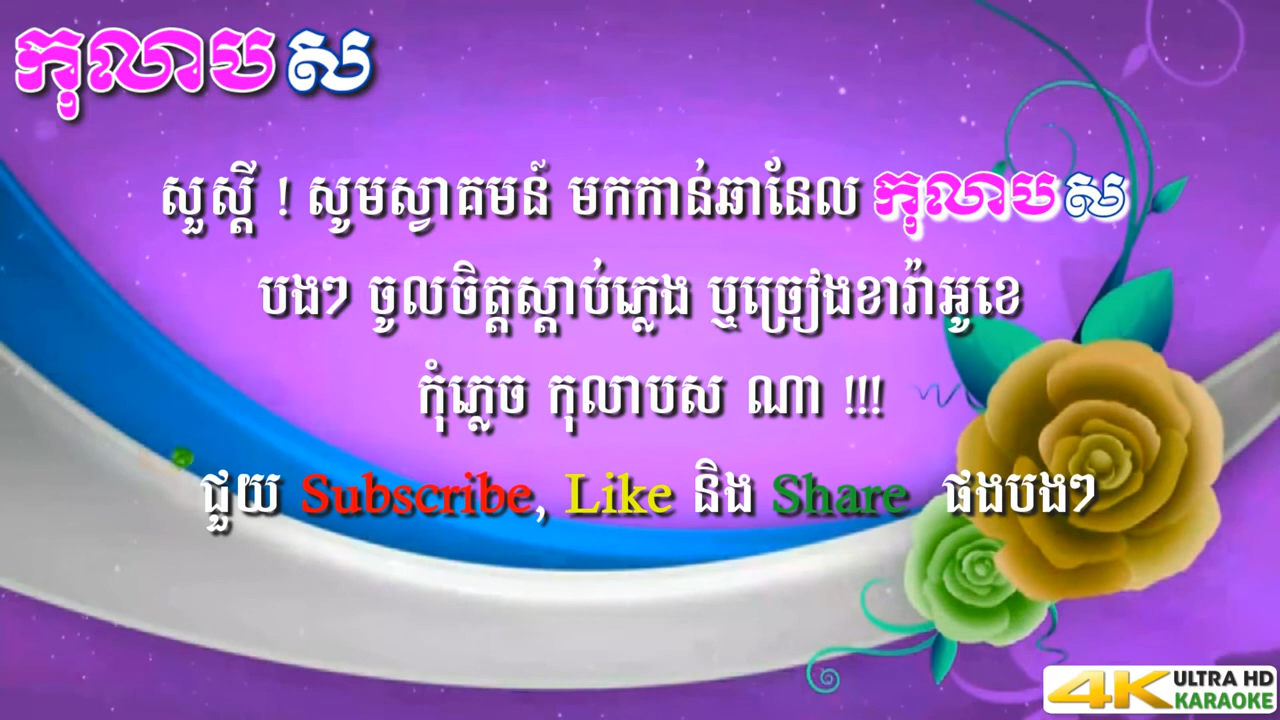 កុលាបស
សួស្តី ! សូមស្វាគមន៍ មកកាន់ឆានែល កុលាបស
បងៗ ចូលចិត្តស្តាប់ភ្លេង ឬច្រៀងខារ៉ាអូខេ
កុំភ្លេច កុលាបស ណា !!!
ជួយ Subscribe, Like និង Share ផងបងៗ
4K ULTRA HD
KARAOKE